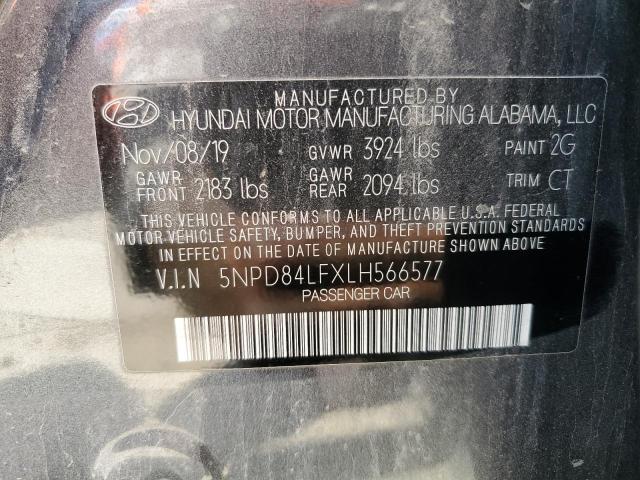 MANUFACTURED BY
HYUNDAI MOTOR MANUFACTURING ALABAMA, LLC
Nov/08/19 GVWR 3924 lbs PAINT 2G
GAWR FRONT 2183 lbs GAWR REAR 2094 lbs TRIM CT
THIS VEHICLE CONFORMS TO ALL APPLICABLE U.S.A. FEDERAL
MOTOR VEHICLE SAFETY, BUMPER, AND THEFT PREVENTION STANDARDS
IN EFFECT ON THE DATE OF MANUFACTURE SHOWN ABOVE.
V.I.N 5NPD84LFXLH566577
PASSENGER CAR